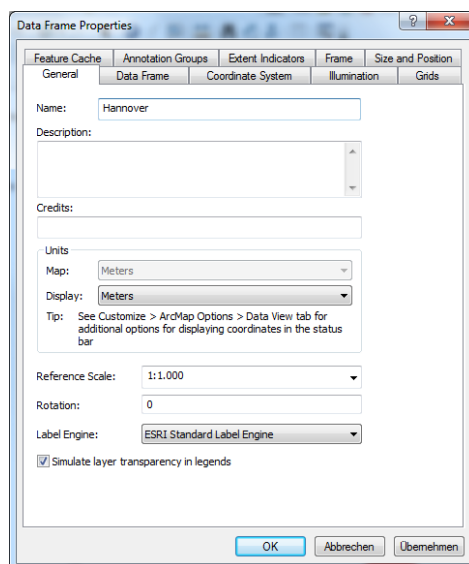 Data Frame Properties
Feature Cache Annotation Groups Extent Indicators Frame Size and Position
General Data Frame Coordinate System Illumination Grids
Name: Hannover
Description:
Credits:
Units
Map: Meters
Display: Meters
Tip: See Customize > ArcMap Options > Data View tab for
additional options for displaying coordinates in the status
bar
Reference Scale: 1:1.000
Rotation: 0
Label Engine: ESRI Standard Label Engine
Simulate layer transparency in legends
OK Abbrechen Übernehmen